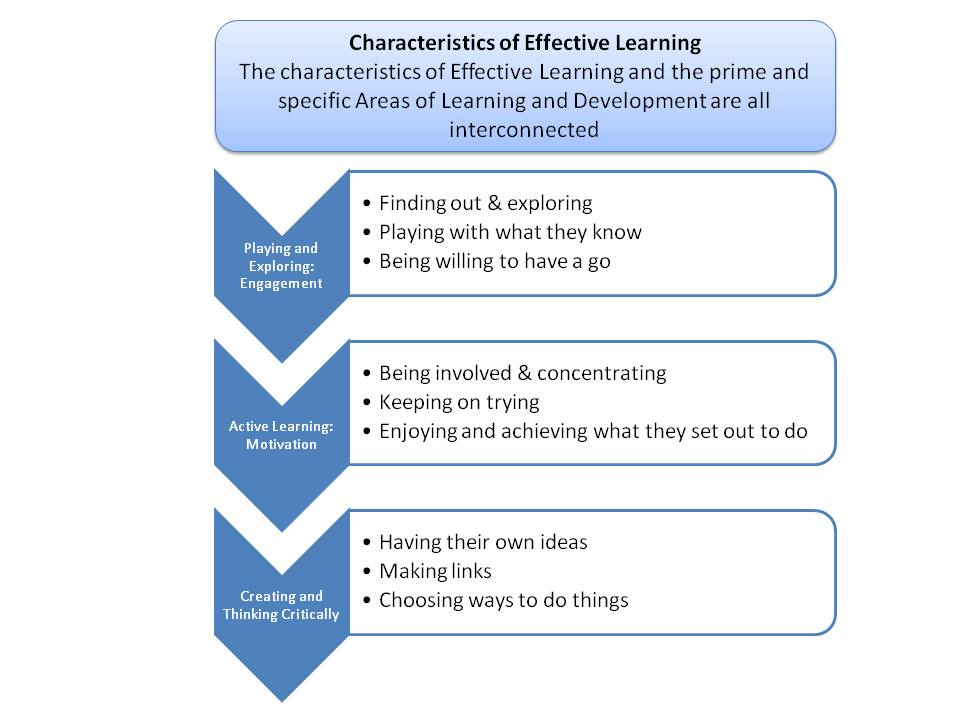 Characteristics of Effective Learning
The characteristics of Effective Learning and the prime and
specific Areas of Learning and Development are all
interconnected
Playing and
Exploring:
Engagement
• Finding out & exploring
• Playing with what they know
• Being willing to have a go
Active Learning:
Motivation
• Being involved & concentrating
• Keeping on trying
• Enjoying and achieving what they set out to do
Creating and
Thinking Critically
• Having their own ideas
• Making links
• Choosing ways to do things